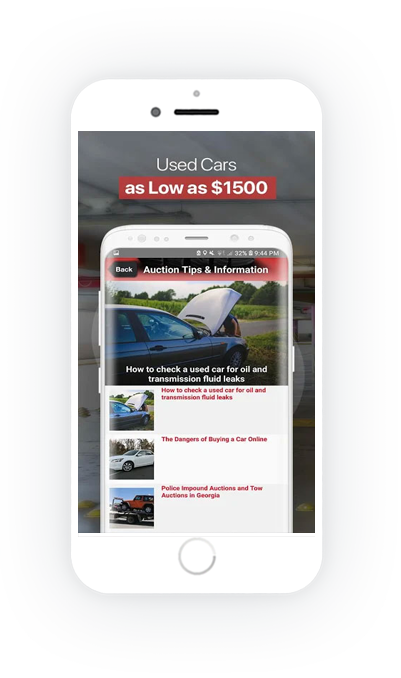 Used Cars
as Low as $1500
32% 9:44 PM
Back
Auction Tips & Information
How to check a used car for oil and
transmission fluid leaks
How to check a used car for oil and
transmission fluid leaks
The Dangers of Buying a Car Online
Police Impound Auctions and Tow
Auctions in Georgia